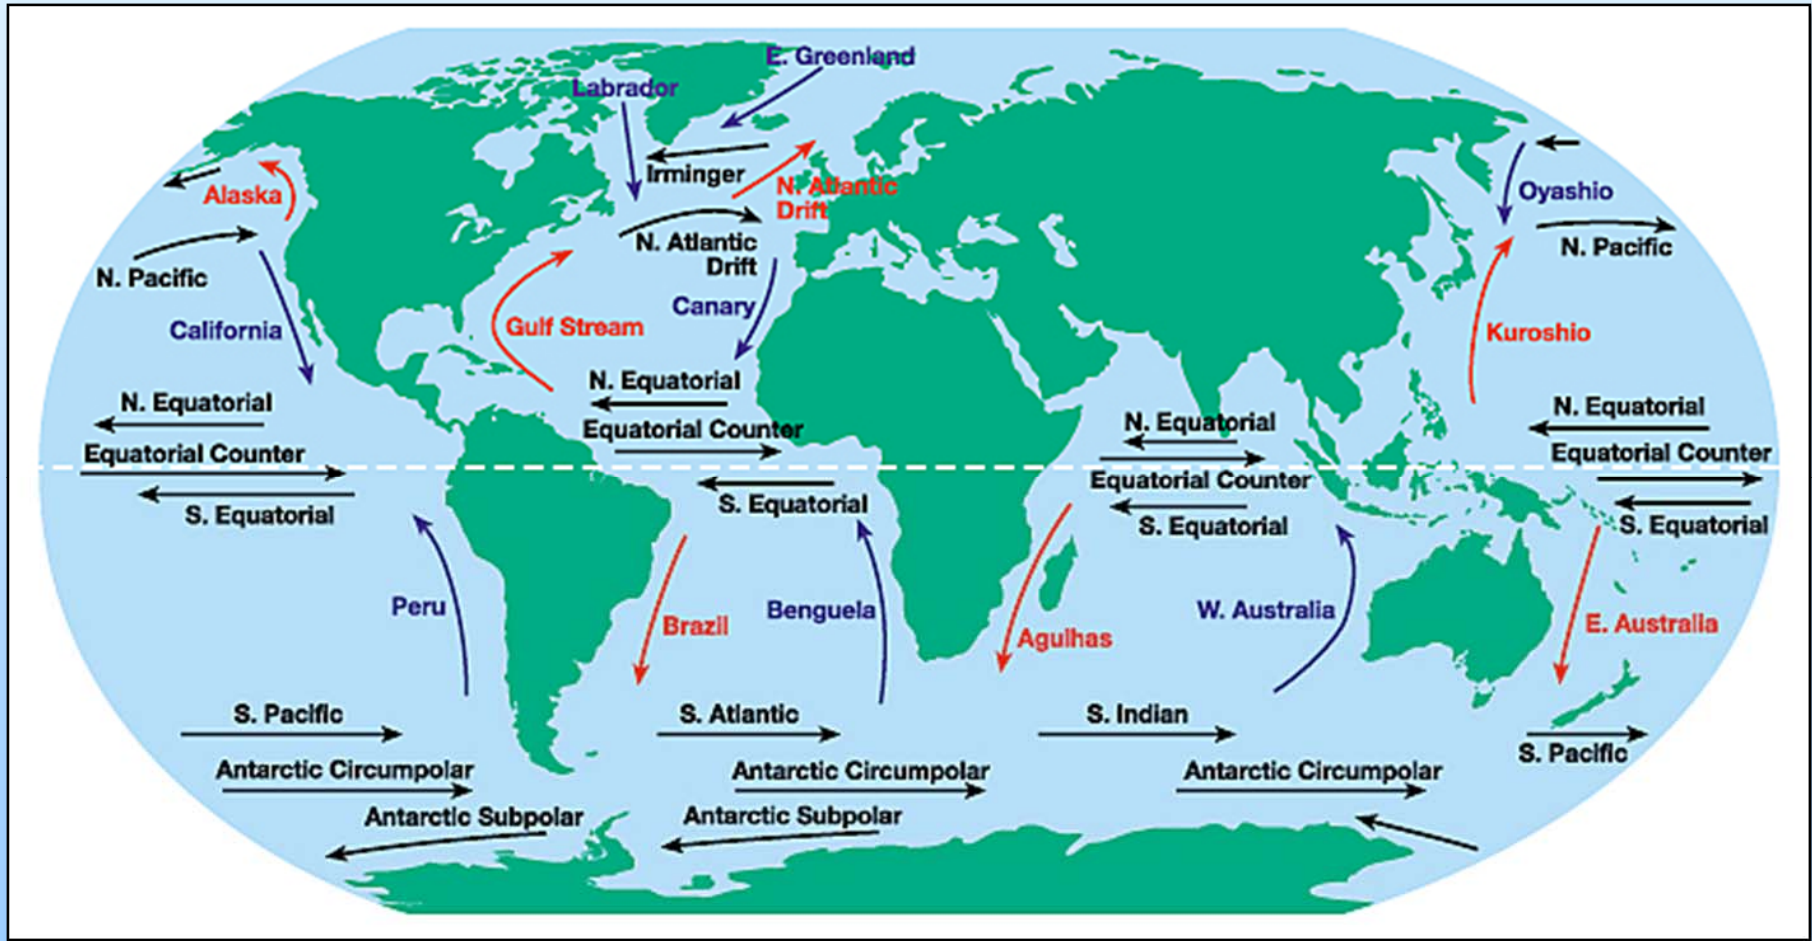 E. Greenland
Labrador
Irminger
Alaska
N. Atlantic
Drift
Oyashio
N. Atlantic
Drift
N. Pacific
N. Pacific
Canary
California
Gulf Stream
Kuroshio
N. Equatorial
N. Equatorial
N. Equatorial
N. Equatorial
Equatorial Counter
Equatorial Counter
Equatorial Counter
Equatorial Counter
S. Equatorial
S. Equatorial
S. Equatorial
S. Equatorial
Peru
Brazil
Benguela
Agulhas
W. Australia
E. Australia
S. Pacific
S. Atlantic
S. Indian
S. Pacific
Antarctic Circumpolar
Antarctic Circumpolar
Antarctic Circumpolar
Antarctic Subpolar
Antarctic Subpolar